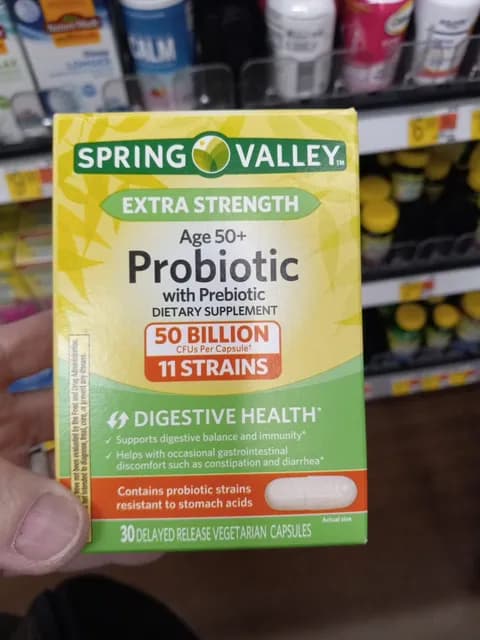 CALM
SPRING VALLEY™
EXTRA STRENGTH
Age 50+
Probiotic
with Prebiotic
DIETARY SUPPLEMENT
50 BILLION
CFUs Per Capsule†
11 STRAINS
DIGESTIVE HEALTH*
✓ Supports digestive balance and immunity*
✓ Helps with occasional gastrointestinal
discomfort such as constipation and diarrhea*
Contains probiotic strains
resistant to stomach acids
Actual size
30 DELAYED RELEASE VEGETARIAN CAPSULES